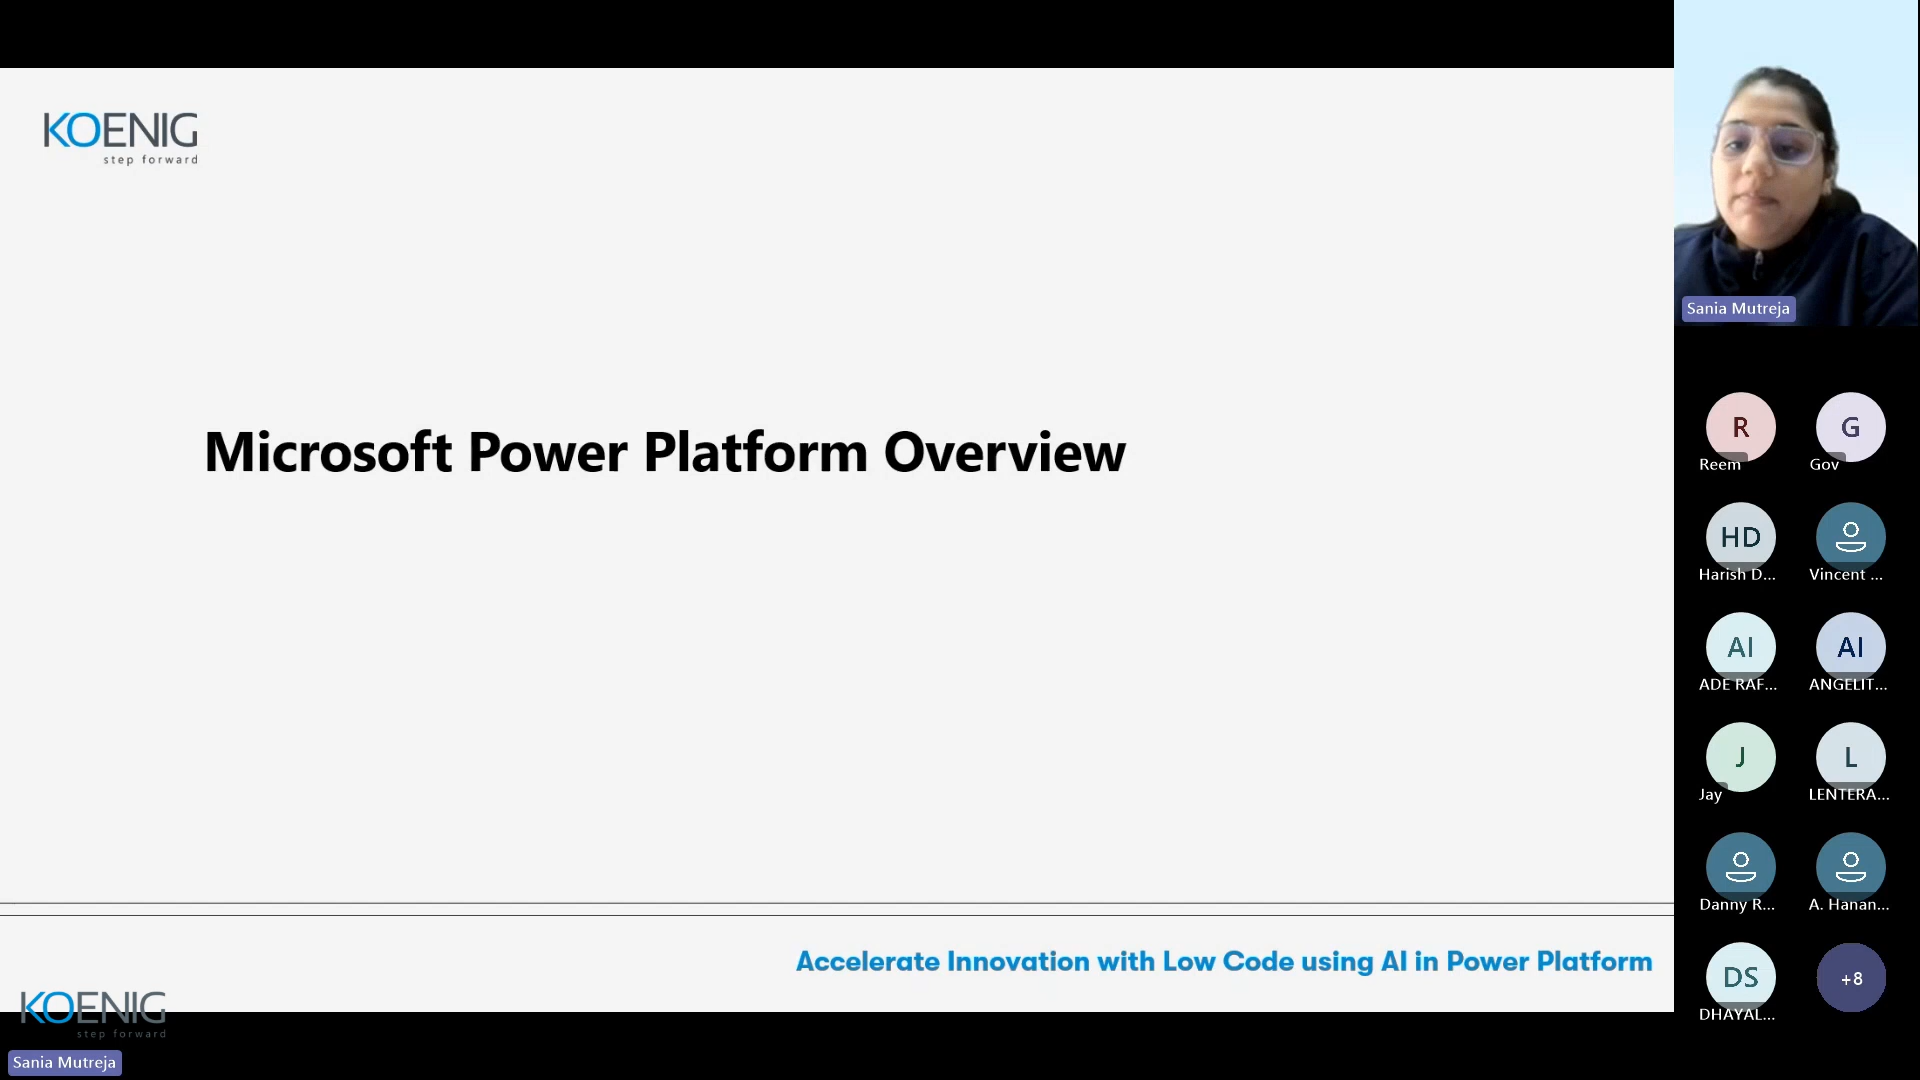 KOENIG
step forward
Microsoft Power Platform Overview
Accelerate Innovation with Low Code using AI in Power Platform
KOENIG
step forward
Sania Mutreja
Sania Mutreja
R
Reem
G
Gov
HD
Harish D...
Vincent ...
AI
ADE RAF...
AI
ANGELIT...
J
Jay
L
LENTERA...
Danny R...
A. Hanan...
DS
DHAYAL...
+8